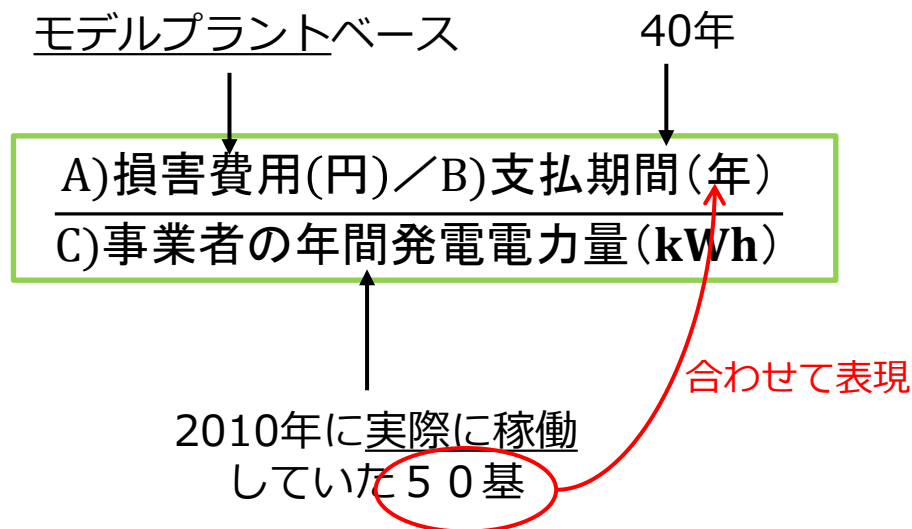 モデルプラントベース
40年
A)損害費用(円)／B)支払期間(年)
C)事業者の年間発電電力量(kWh)
合わせて表現
2010年に実際に稼働
していた５０基